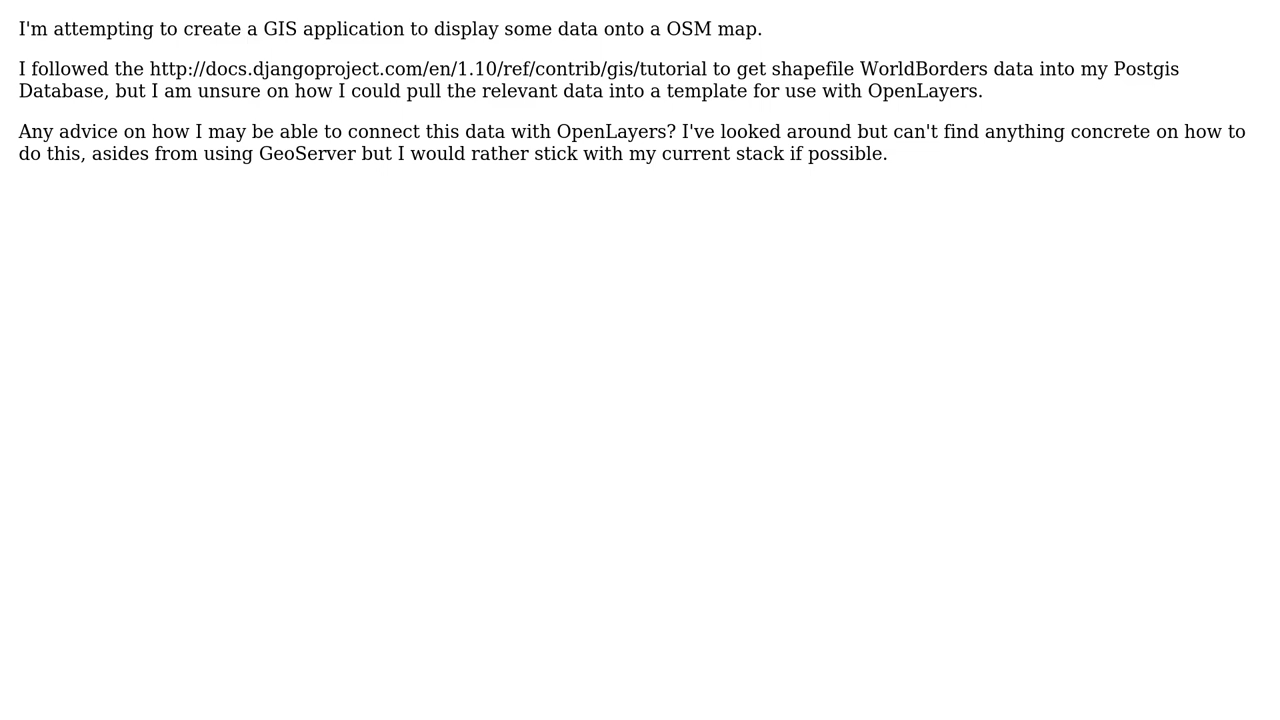 I'm attempting to create a GIS application to display some data onto a OSM map.
I followed the http://docs.djangoproject.com/en/1.10/ref/contrib/gis/tutorial to get shapefile WorldBorders data into my Postgis
Database, but I am unsure on how I could pull the relevant data into a template for use with OpenLayers.
Any advice on how I may be able to connect this data with OpenLayers? I've looked around but can't find anything concrete on how to
do this, asides from using GeoServer but I would rather stick with my current stack if possible.